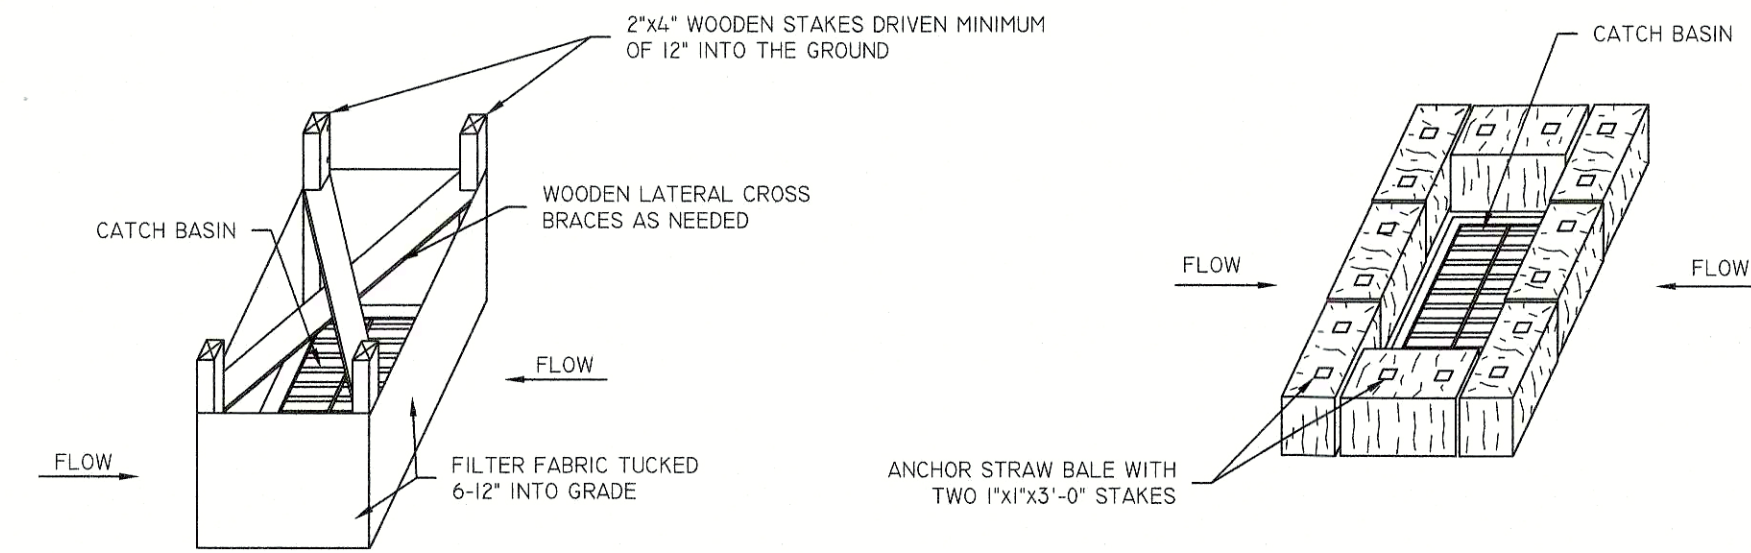 2"x4" WOODEN STAKES DRIVEN MINIMUM
OF 12" INTO THE GROUND
WOODEN LATERAL CROSS
BRACES AS NEEDED
CATCH BASIN
FLOW
FLOW
FILTER FABRIC TUCKED
6-12" INTO GRADE
CATCH BASIN
FLOW
FLOW
ANCHOR STRAW BALE WITH
TWO 1"x1"x3'-0" STAKES